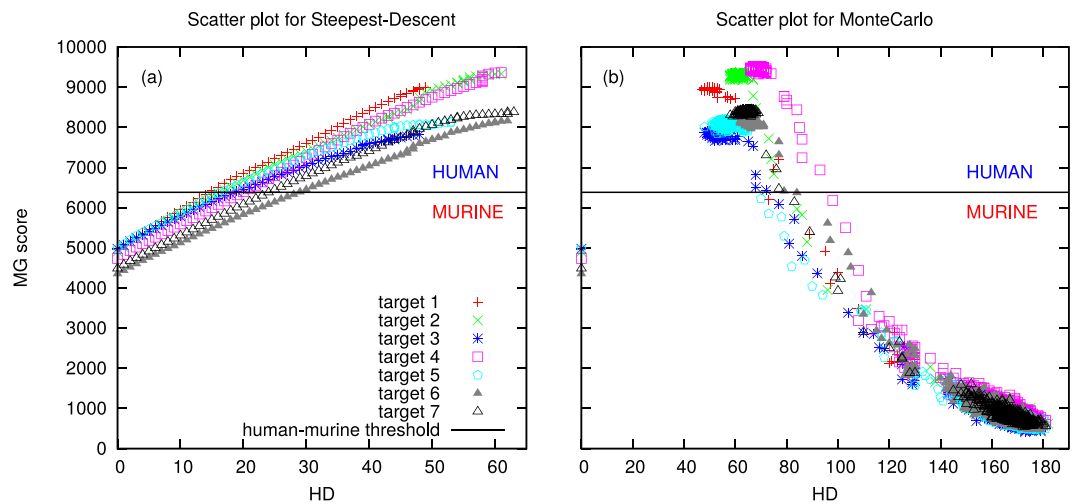 Scatter plot for Steepest-Descent
Scatter plot for MonteCarlo
MG score
10000
9000
8000
7000
6000
5000
4000
3000
2000
1000
0
(a)
HUMAN
MURINE
target 1
target 2
target 3
target 4
target 5
target 6
target 7
human-murine threshold
0 10 20 30 40 50 60
HD
(b)
HUMAN
MURINE
0 20 40 60 80 100 120 140 160 180
HD